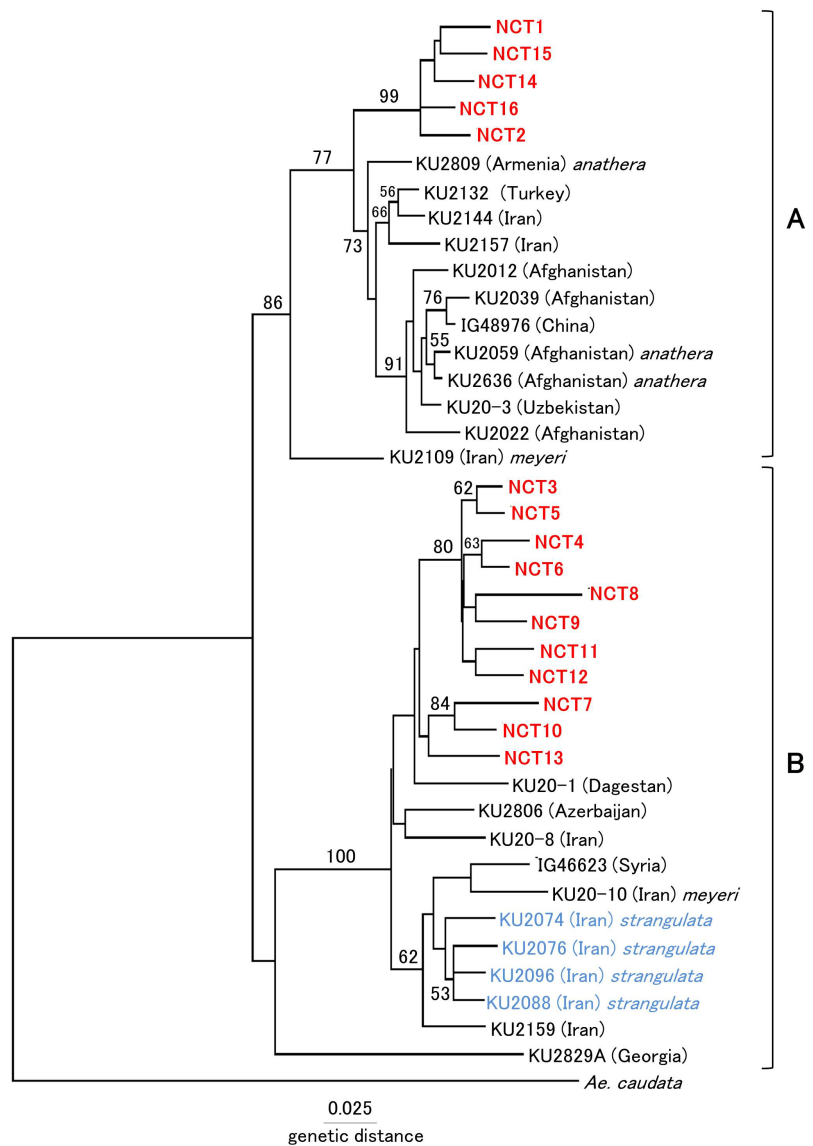 NCT1
NCT15
NCT14
99
NCT16
NCT2
77
KU2809 (Armenia) anathera
56
KU2132 (Turkey)
66
KU2144 (Iran)
A
73
KU2157 (Iran)
KU2012 (Afghanistan)
76
KU2039 (Afghanistan)
86
IG48976 (China)
55
KU2059 (Afghanistan) anathera
91
KU2636 (Afghanistan) anathera
KU20-3 (Uzbekistan)
KU2022 (Afghanistan)
KU2109 (Iran) meyeri
62
NCT3
NCT5
80
63
NCT4
NCT6
NCT8
NCT9
NCT11
NCT12
84
NCT7
NCT10
NCT13
B
KU20-1 (Dagestan)
KU2806 (Azerbaijan)
KU20-8 (Iran)
100
IG46623 (Syria)
KU20-10 (Iran) meyeri
KU2074 (Iran) strangulata
62
KU2076 (Iran) strangulata
KU2096 (Iran) strangulata
53
KU2088 (Iran) strangulata
KU2159 (Iran)
KU2829A (Georgia)
Ae. caudata
0.025
genetic distance